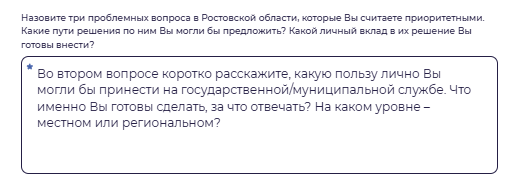 Назовите три проблемных вопроса в Ростовской области, которые Вы считаете приоритетными.
Какие пути решения по ним Вы могли бы предложить? Какой личный вклад в их решение Вы
готовы внести?
* Во втором вопросе коротко расскажите, какую пользу лично Вы
могли бы принести на государственной/муниципальной службе. Что
именно Вы готовы сделать, за что отвечать? На каком уровне –
местном или региональном?